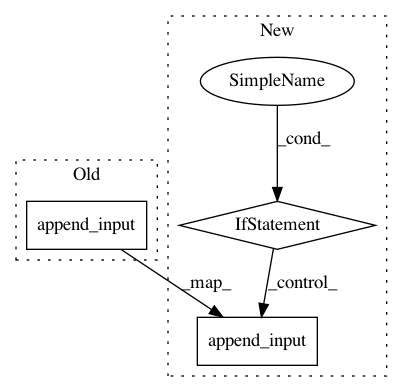 New
SimpleName
_cond_
Old
append_input
IfStatement
_map_
_control_
append_input